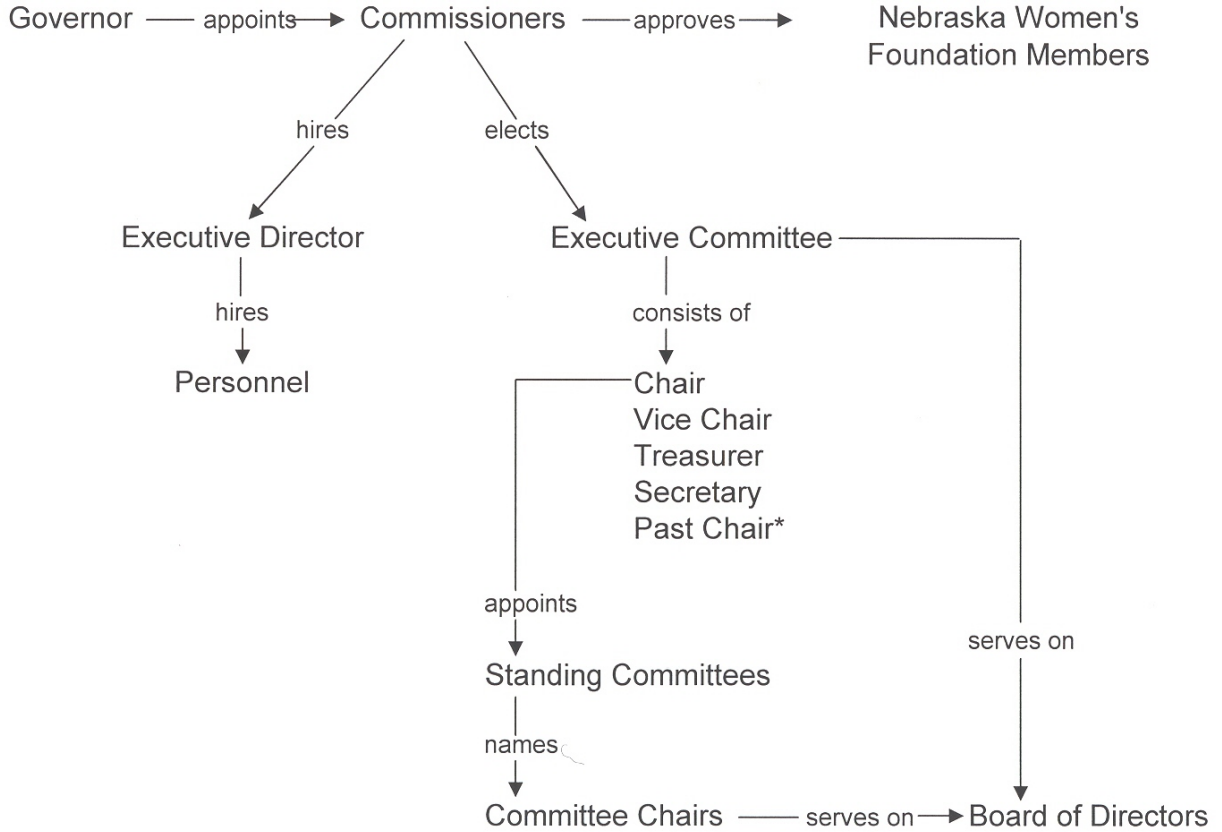 Governor appoints Commissioners approves Nebraska Women's
Foundation Members
hires elects
Executive Director Executive Committee
hires consists of
Personnel Chair
Vice Chair
Treasurer
Secretary
Past Chair*
appoints
serves on
Standing Committees
names
Committee Chairs serves on Board of Directors